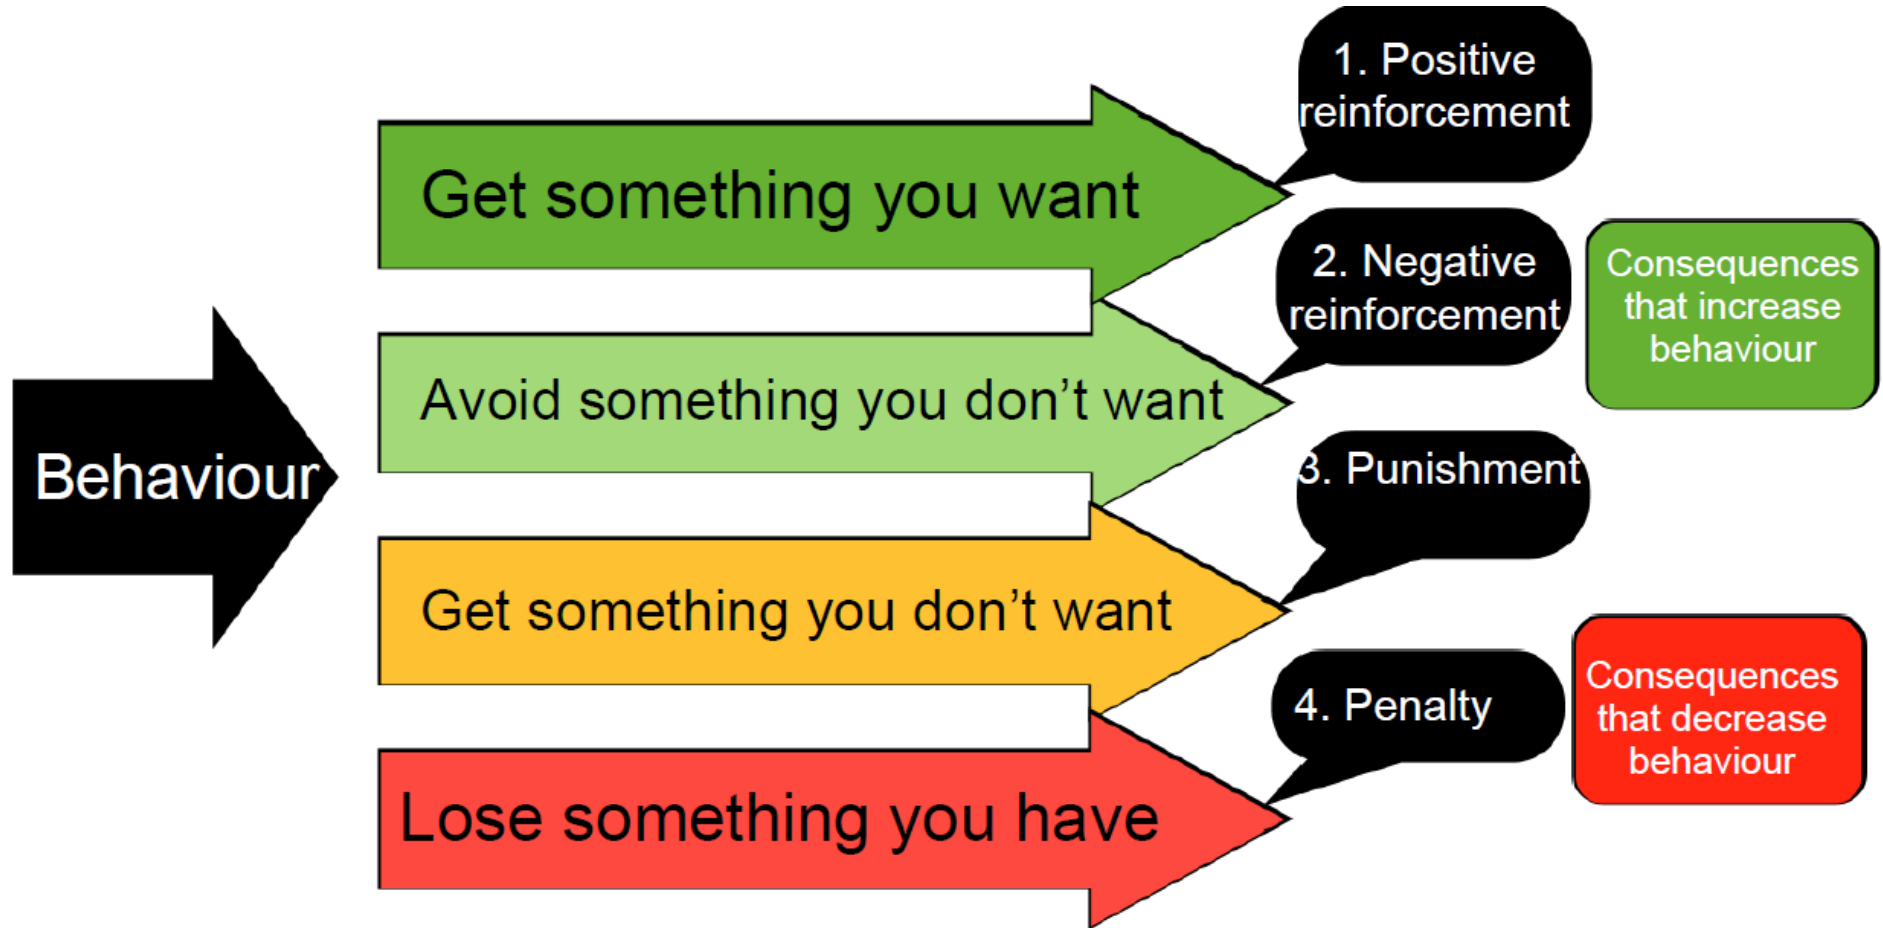 Behaviour
Get something you want
Avoid something you don’t want
Get something you don’t want
Lose something you have
1. Positive
reinforcement
2. Negative
reinforcement
3. Punishment
4. Penalty
Consequences
that increase
behaviour
Consequences
that decrease
behaviour